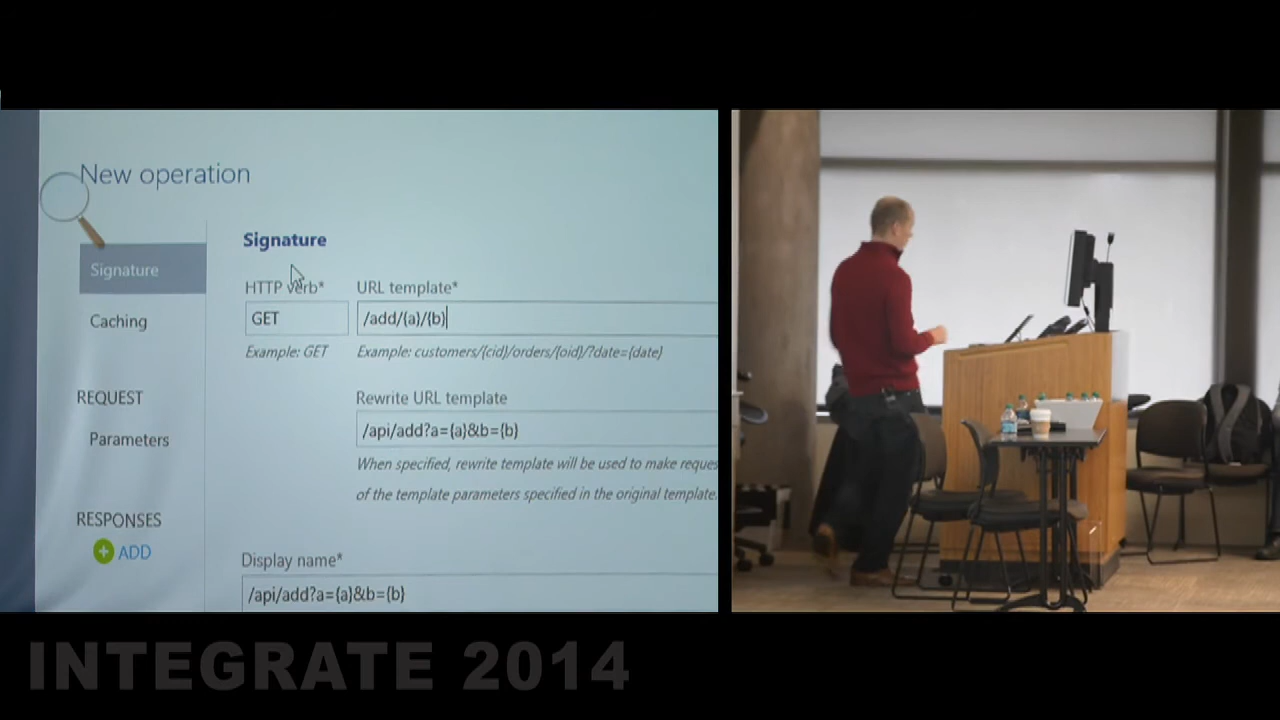 New operation
Signature
Signature
HTTP verb*
URL template*
GET
/add/{a}/{b}
Example: GET
Example: customers/{cid}/orders/{oid}/?date={date}
Caching
REQUEST
Rewrite URL template
Parameters
/api/add?a={a}&b={b}
When specified, rewrite template will be used to make reque
of the template parameters specified in the original template.
RESPONSES
ADD
Display name*
/api/add?a={a}&b={b}
INTEGRATE 2014